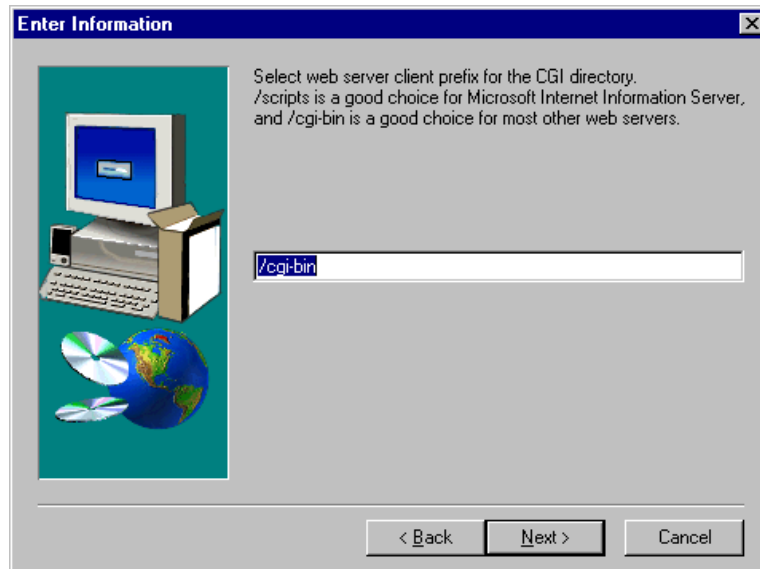 Enter Information
Select web server client prefix for the CGI directory.
/scripts is a good choice for Microsoft Internet Information Server,
and /cgi-bin is a good choice for most other web servers.
/cgi-bin
< Back
Next >
Cancel